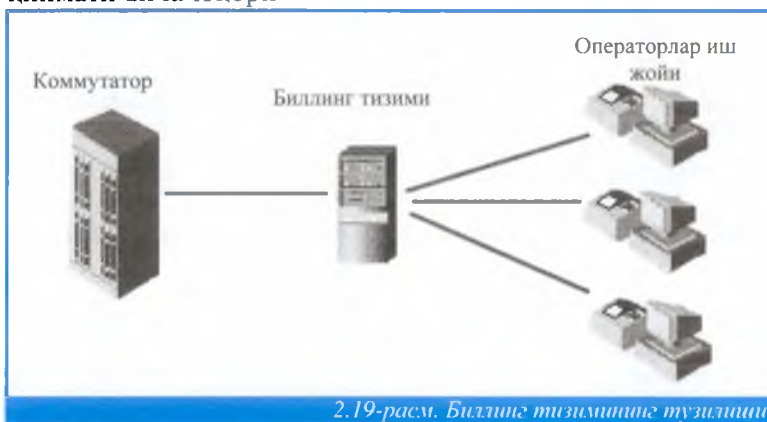 Коммутатор
Биллинг тизими
Операторлар иш
жойи
2.19-расм. Биллинг тизимининг тузилиши